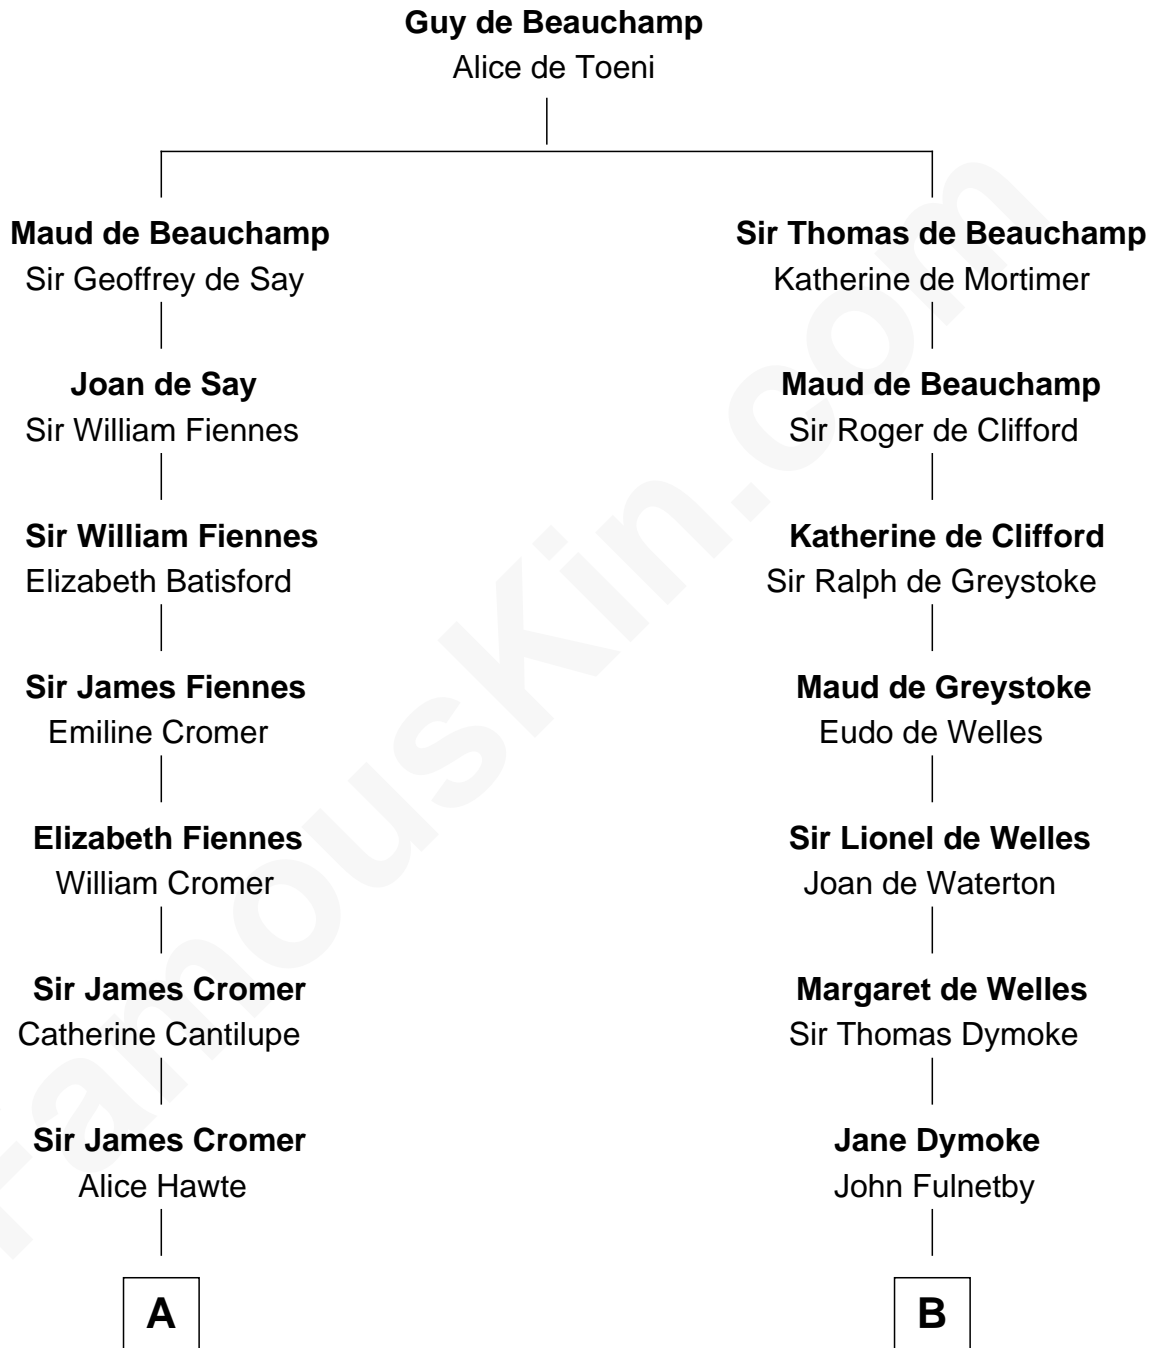 Guy de Beauchamp
Alice de Toeni
Maud de Beauchamp
Sir Geoffrey de Say
Sir Thomas de Beauchamp
Katherine de Mortimer
Joan de Say
Sir William Fiennes
Maud de Beauchamp
Sir Roger de Clifford
Sir William Fiennes
Elizabeth Batisford
Katherine de Clifford
Sir Ralph de Greystoke
Sir James Fiennes
Emiline Cromer
Maud de Greystoke
Eudo de Welles
Elizabeth Fiennes
William Cromer
Sir Lionel de Welles
Joan de Waterton
Sir James Cromer
Catherine Cantilupe
Margaret de Welles
Sir Thomas Dymoke
Sir James Cromer
Alice Hawte
Jane Dymoke
John Fulnetby
A
B
FamousKin.com